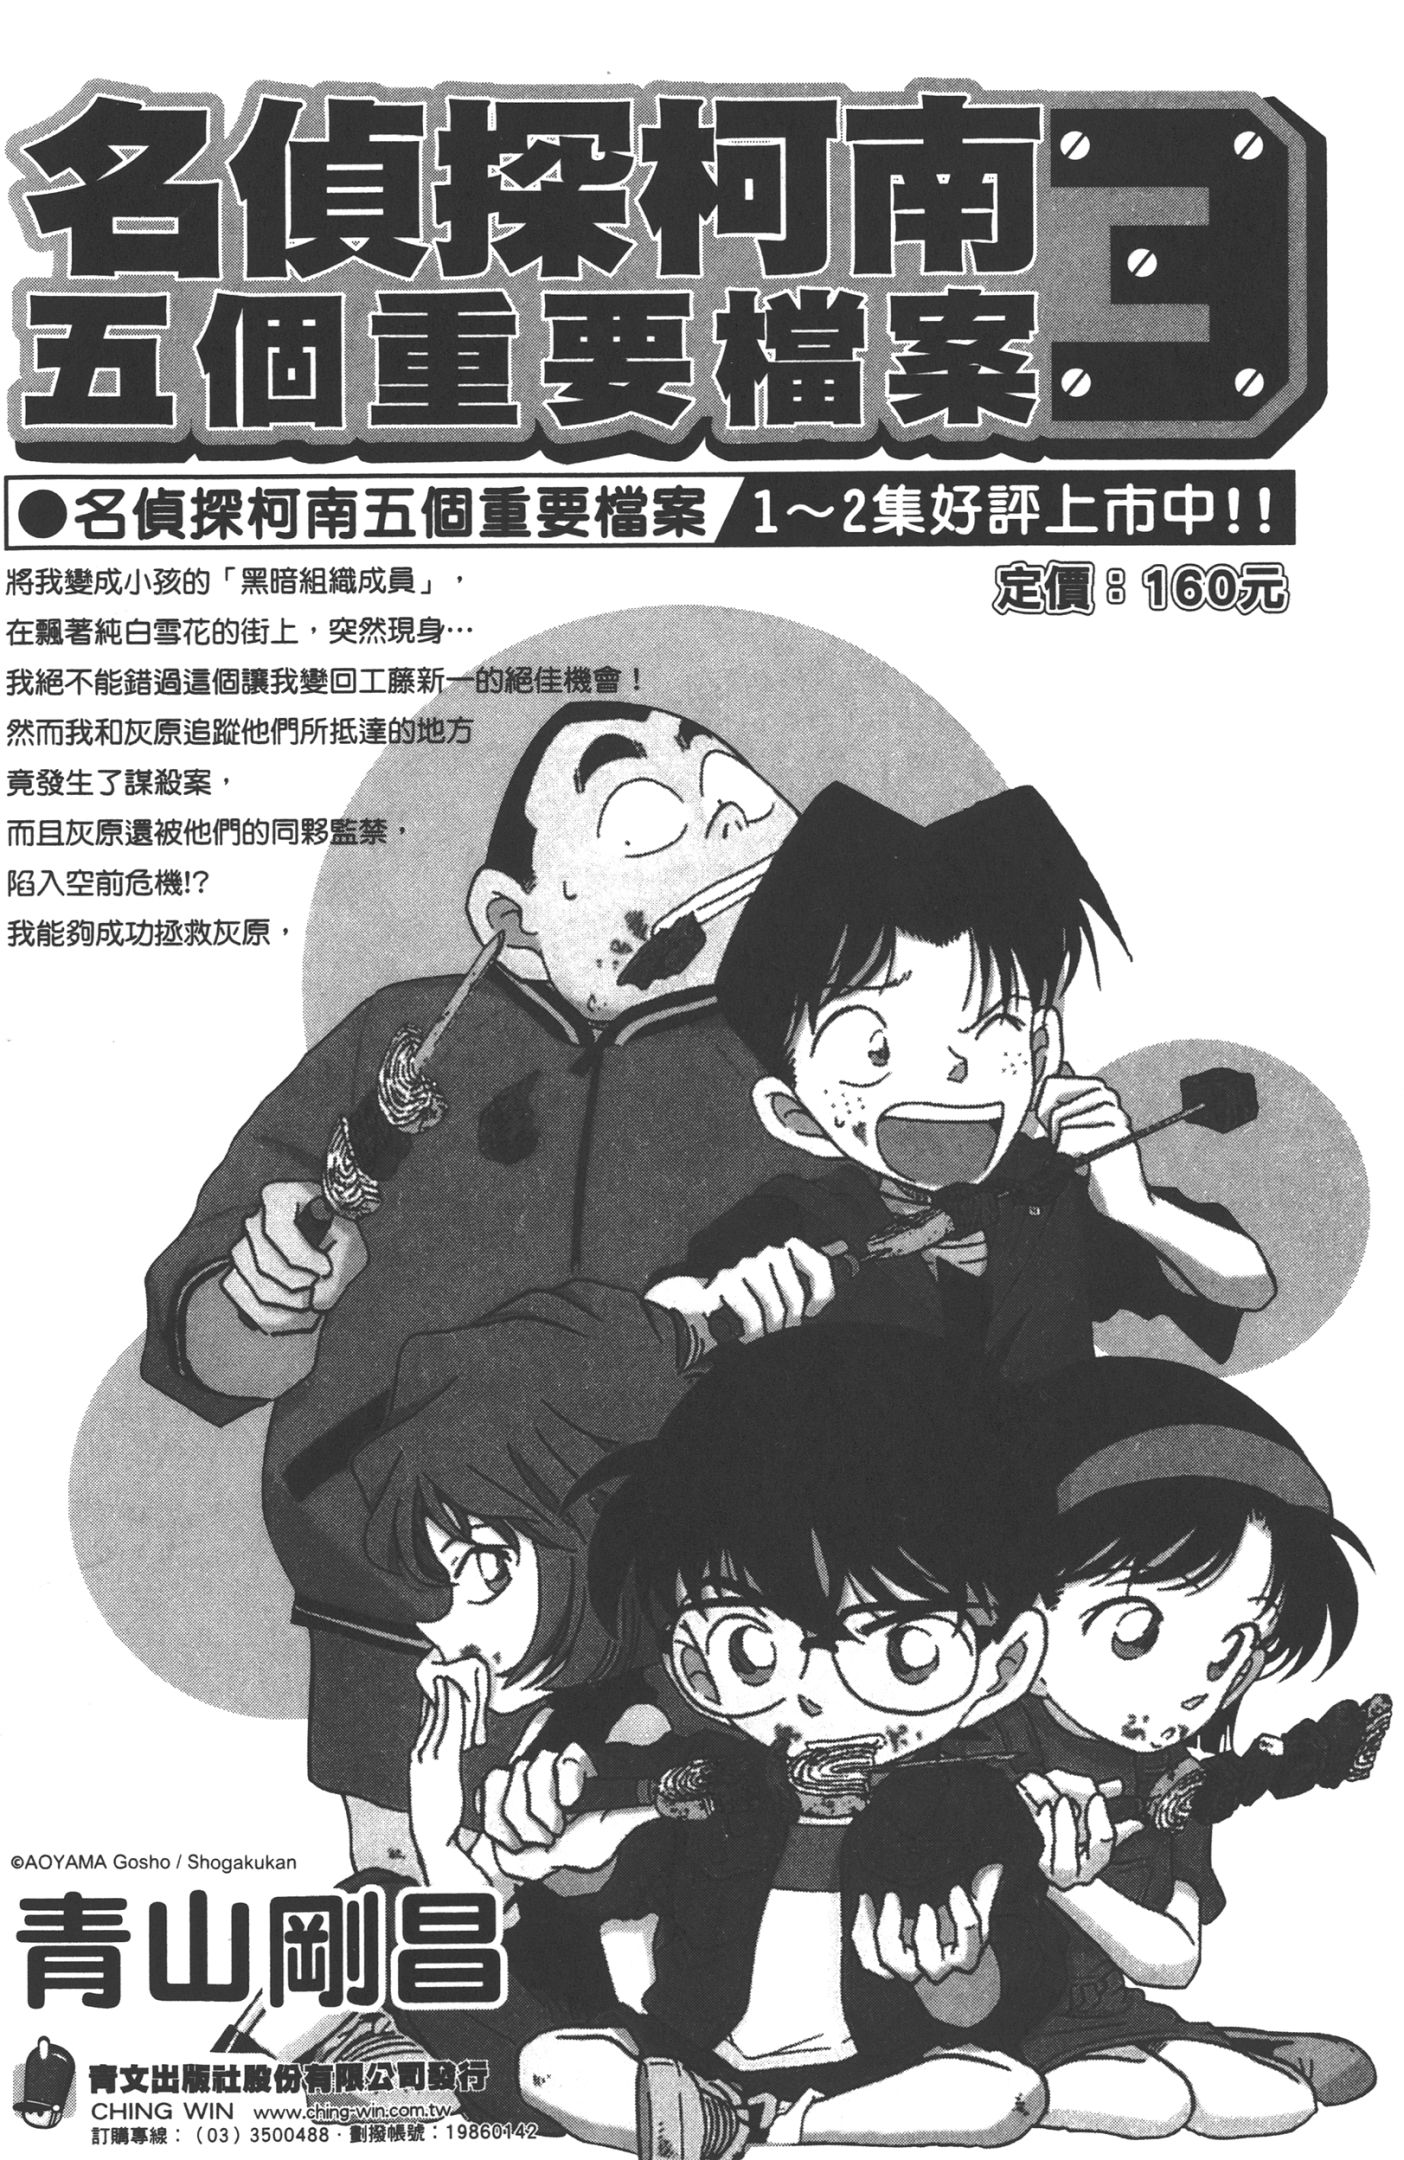 名偵探柯南
五個重要檔案
3
●名偵探柯南五個重要檔案 1～2集好評上市中!!
定價：160元
將我變成小孩的「黑暗組織成員」，
在飄著純白雪花的街上，突然現身…
我絕不能錯過這個讓我變回工藤新一的絕佳機會！
然而我和灰原追蹤他們所抵達的地方
竟發生了謀殺案，
而且灰原還被他們的同夥監禁，
陷入空前危機!?
我能夠成功拯救灰原，
©AOYAMA Gosho / Shogakukan
青山剛昌
青文出版社股份有限公司發行
CHING WIN www.ching-win.com.tw
訂購專線：（03）3500488‧劃撥帳號：19860142